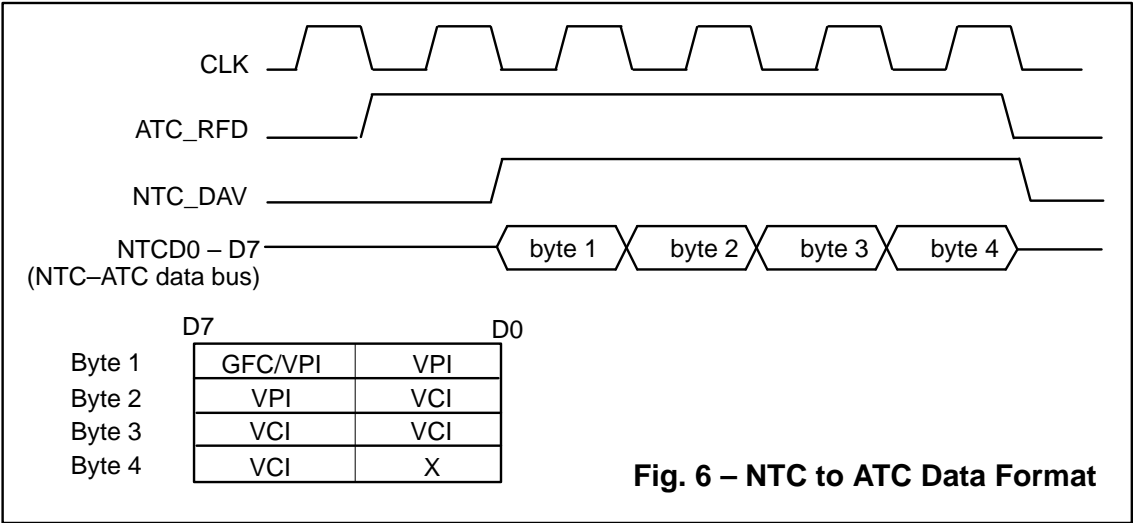 CLK
ATC_RFD
NTC_DAV
NTCD0 – D7
(NTC–ATC data bus)
byte 1 byte 2 byte 3 byte 4
D7 D0
Byte 1 GFC/VPI VPI
Byte 2 VPI VCI
Byte 3 VCI VCI
Byte 4 VCI X
Fig. 6 – NTC to ATC Data Format